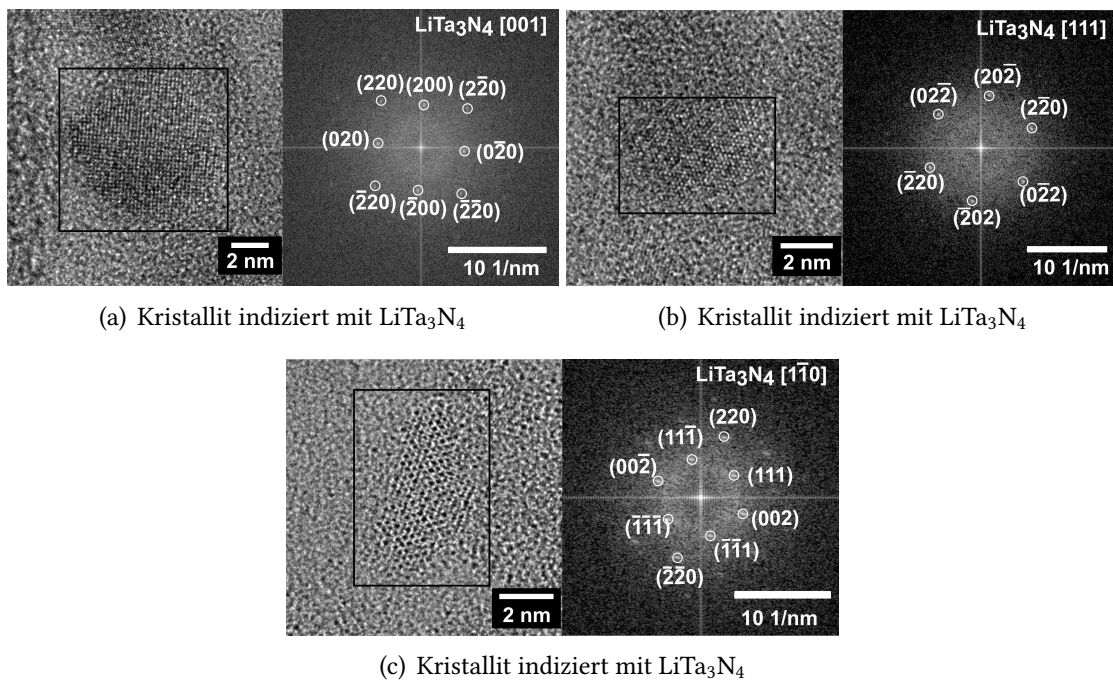 LiTa₃N₄ [001]
(220) (200) (22̅0)
(020) (02̅0)
(2̅20) (2̅00) (2̅2̅0)
2 nm
10 1/nm
(a) Kristallit indiziert mit LiTa₃N₄
LiTa₃N₄ [111]
(202̅)
(022̅) (22̅0)
(2̅20) (02̅2)
(2̅02)
2 nm
10 1/nm
(b) Kristallit indiziert mit LiTa₃N₄
LiTa₃N₄ [11̅0]
(220)
(111̅)
(002̅) (111)
(002)
(1̅1̅1̅) (1̅1̅1)
(2̅2̅0)
2 nm
10 1/nm
(c) Kristallit indiziert mit LiTa₃N₄